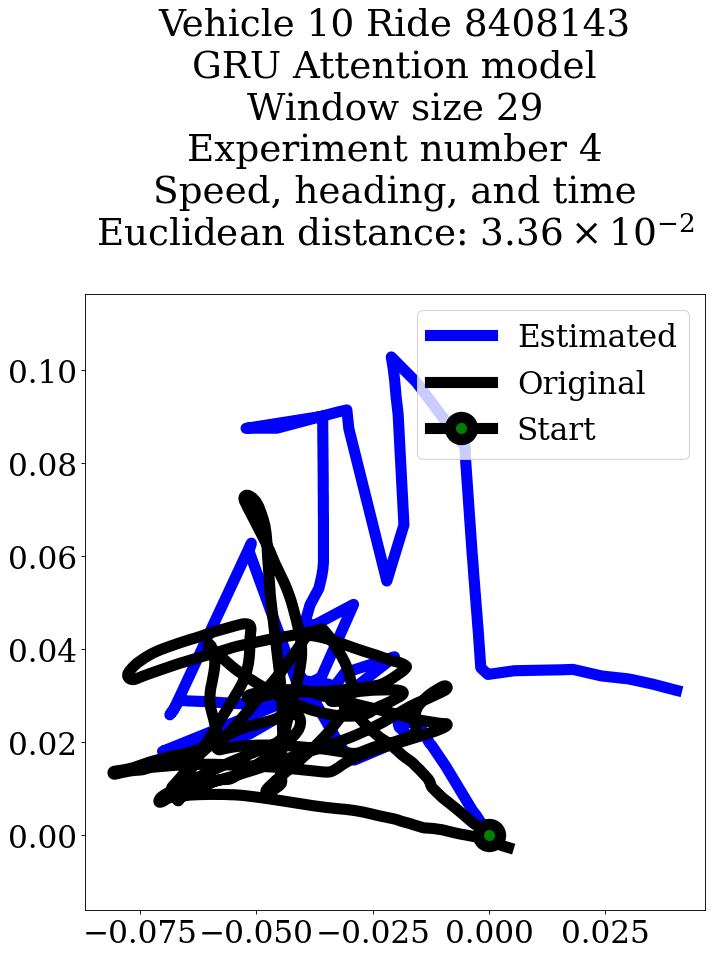 Vehicle 10 Ride 8408143
GRU Attention model
Window size 29
Experiment number 4
Speed, heading, and time
Euclidean distance: 3.36 × 10⁻²
Estimated
Original
Start
0.10
0.08
0.06
0.04
0.02
0.00
−0.075 −0.050 −0.025 0.000 0.025